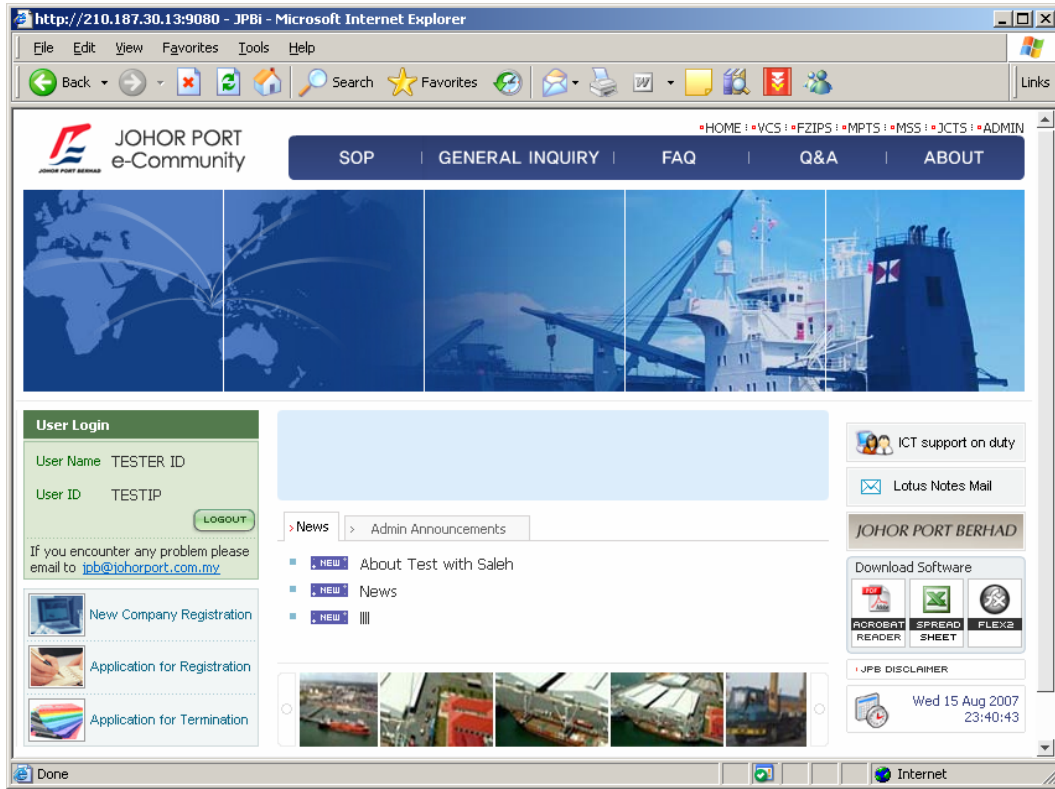 http://210.187.30.13:9080 - JPBi - Microsoft Internet Explorer
File Edit View Favorites Tools Help
Back Search Favorites Links
HOME VCS FZIPS MPTS MSS JCTS ADMIN
JOHOR PORT
e-Community
JOHOR PORT BERHAD
SOP | GENERAL INQUIRY | FAQ | Q&A | ABOUT
User Login
User Name TESTER ID
User ID TESTIP
LOGOUT
If you encounter any problem please
email to jpb@johorport.com.my
New Company Registration
Application for Registration
Application for Termination
News > Admin Announcements
NEW About Test with Saleh
NEW News
NEW llll
ICT support on duty
Lotus Notes Mail
JOHOR PORT BERHAD
Download Software
PDF Adobe
ACROBAT READER
SPREAD SHEET
FLEX2
JPB DISCLAIMER
Wed 15 Aug 2007
23:40:43
Done Internet